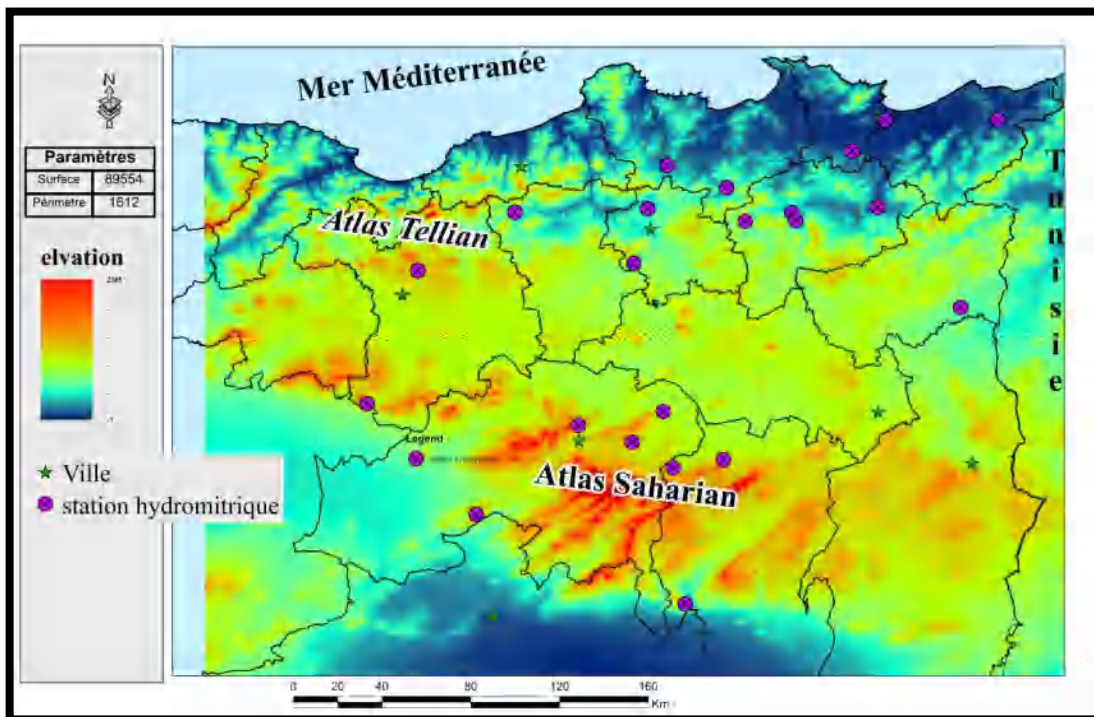 Mer Méditerranée
N
Paramètres
Surface 89554
Périmetre 1612
Tunisie
Atlas Tellian
elvation
Legend
Ville
station hydromitrique
Atlas Saharian
0 20 40 80 120 160
Km